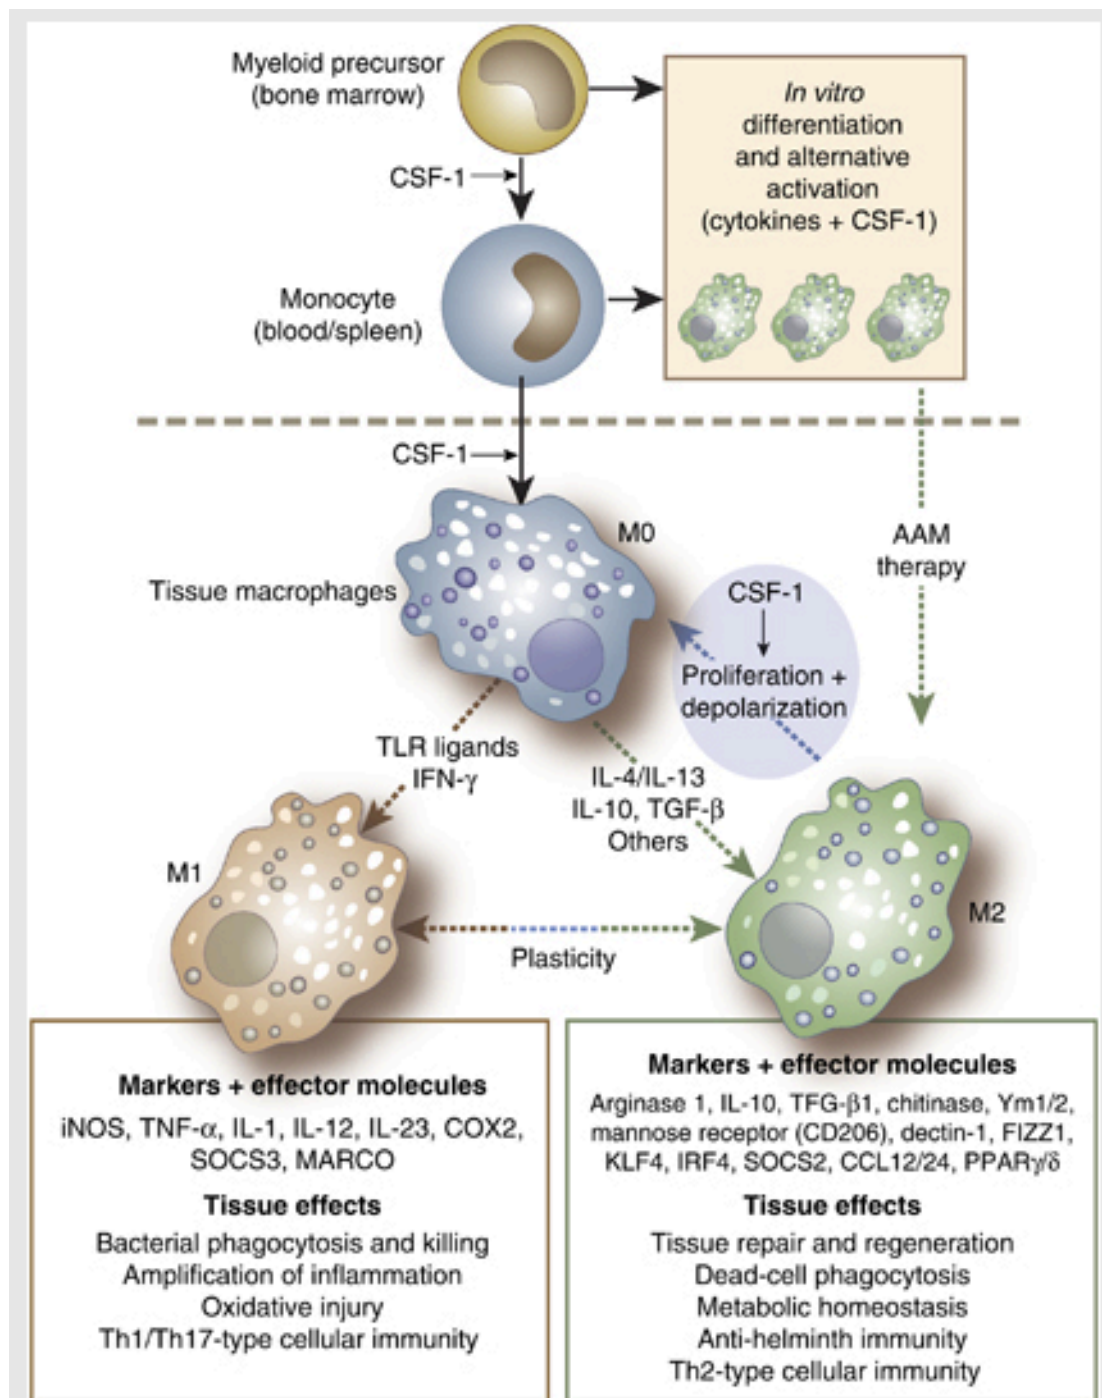 Myeloid precursor
(bone marrow)
In vitro
differentiation
and alternative
activation
(cytokines + CSF-1)
CSF-1
Monocyte
(blood/spleen)
CSF-1
M0
AAM
therapy
Tissue macrophages
CSF-1
Proliferation +
depolarization
TLR ligands
IFN-γ
IL-4/IL-13
IL-10, TGF-β
Others
M1
M2
Plasticity
Markers + effector molecules
iNOS, TNF-α, IL-1, IL-12, IL-23, COX2,
SOCS3, MARCO
Tissue effects
Bacterial phagocytosis and killing
Amplification of inflammation
Oxidative injury
Th1/Th17-type cellular immunity
Markers + effector molecules
Arginase 1, IL-10, TFG-β1, chitinase, Ym1/2,
mannose receptor (CD206), dectin-1, FIZZ1,
KLF4, IRF4, SOCS2, CCL12/24, PPARγ/δ
Tissue effects
Tissue repair and regeneration
Dead-cell phagocytosis
Metabolic homeostasis
Anti-helminth immunity
Th2-type cellular immunity